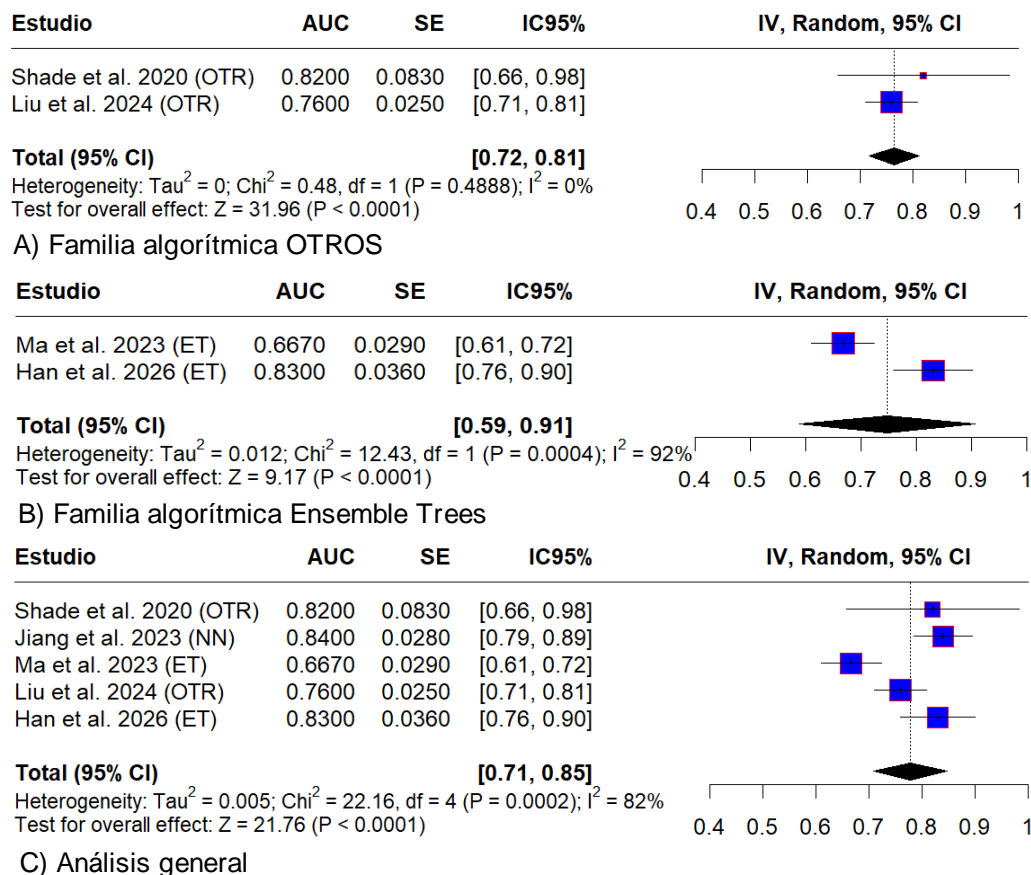 Estudio AUC SE IC95% IV, Random, 95% CI
Shade et al. 2020 (OTR) 0.8200 0.0830 [0.66, 0.98]
Liu et al. 2024 (OTR) 0.7600 0.0250 [0.71, 0.81]
Total (95% CI) [0.72, 0.81]
Heterogeneity: Tau² = 0; Chi² = 0.48, df = 1 (P = 0.4888); I² = 0%
Test for overall effect: Z = 31.96 (P < 0.0001)
0.4 0.5 0.6 0.7 0.8 0.9 1
A) Familia algorítmica OTROS
Estudio AUC SE IC95% IV, Random, 95% CI
Ma et al. 2023 (ET) 0.6670 0.0290 [0.61, 0.72]
Han et al. 2026 (ET) 0.8300 0.0360 [0.76, 0.90]
Total (95% CI) [0.59, 0.91]
Heterogeneity: Tau² = 0.012; Chi² = 12.43, df = 1 (P = 0.0004); I² = 92%
Test for overall effect: Z = 9.17 (P < 0.0001)
0.4 0.5 0.6 0.7 0.8 0.9 1
B) Familia algorítmica Ensemble Trees
Estudio AUC SE IC95% IV, Random, 95% CI
Shade et al. 2020 (OTR) 0.8200 0.0830 [0.66, 0.98]
Jiang et al. 2023 (NN) 0.8400 0.0280 [0.79, 0.89]
Ma et al. 2023 (ET) 0.6670 0.0290 [0.61, 0.72]
Liu et al. 2024 (OTR) 0.7600 0.0250 [0.71, 0.81]
Han et al. 2026 (ET) 0.8300 0.0360 [0.76, 0.90]
Total (95% CI) [0.71, 0.85]
Heterogeneity: Tau² = 0.005; Chi² = 22.16, df = 4 (P = 0.0002); I² = 82%
Test for overall effect: Z = 21.76 (P < 0.0001)
0.4 0.5 0.6 0.7 0.8 0.9 1
C) Análisis general